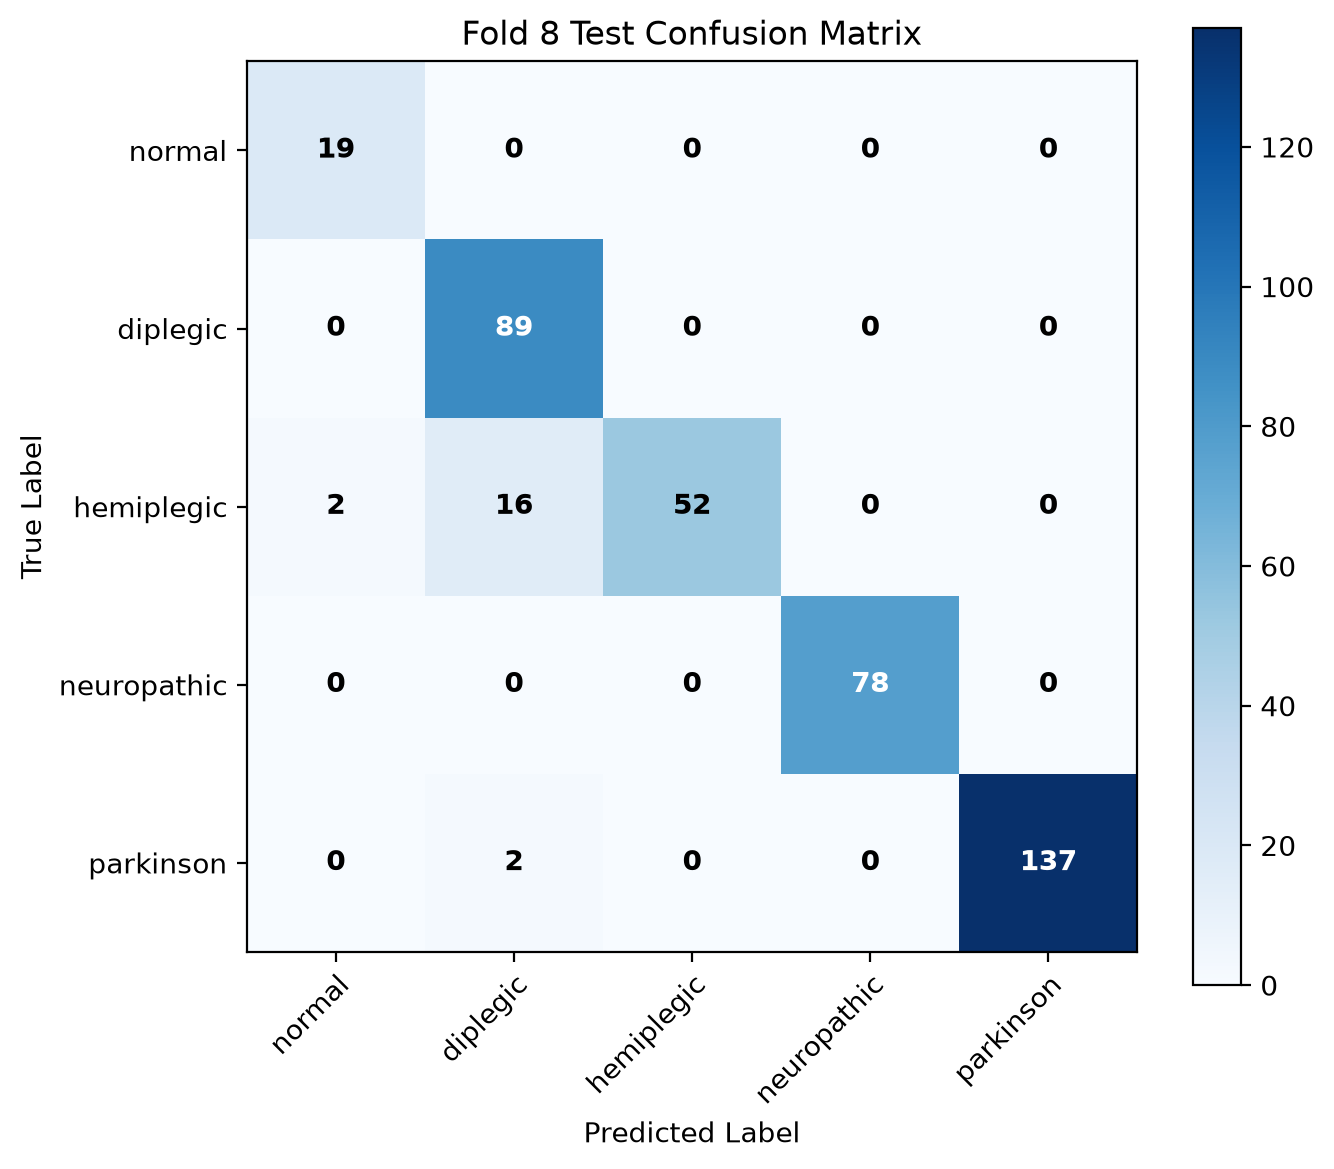 Fold 8 Test Confusion Matrix
True Label
normal 19 0 0 0 0
diplegic 0 89 0 0 0
hemiplegic 2 16 52 0 0
neuropathic 0 0 0 78 0
parkinson 0 2 0 0 137
normal diplegic hemiplegic neuropathic parkinson
Predicted Label
120
100
80
60
40
20
0